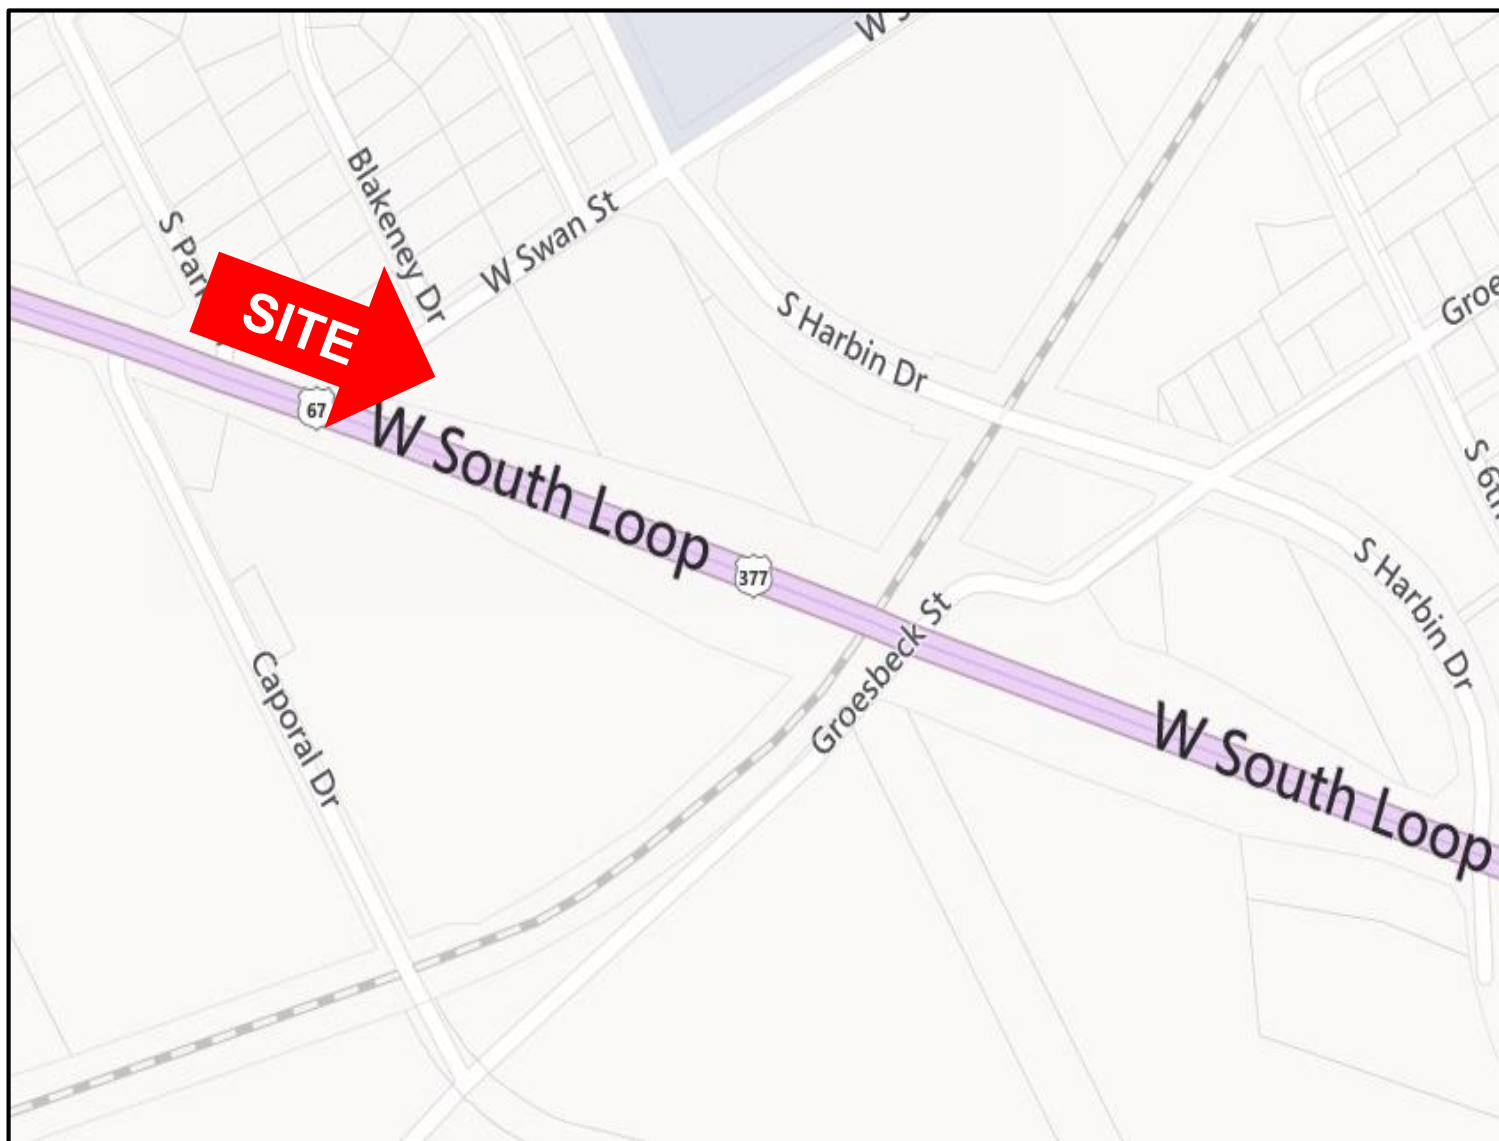 W S
Blakeney Dr
S Par
W Swan St
SITE
S Harbin Dr
Groe
67
W South Loop
377
S 6th
S Harbin Dr
Groesbeck St
Caporal Dr
W South Loop